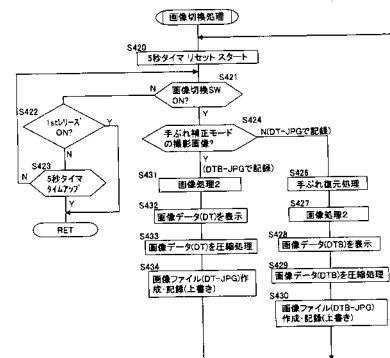 画像切換処理
S420
5秒タイマ リセット スタート
S421
画像切換SW
ON?
N
Y
S422
1stレリーズ
ON?
Y
N
S423
5秒タイマ
タイムアップ
N
Y
RET
S424
手ぶれ補正モード
の撮影画像?
N(DT-JPGで記録)
Y
(DTB-JPGで記録)
S431
画像処理2
S432
画像データ(DT)を表示
S433
画像データ(DT)を圧縮処理
S434
画像ファイル(DT-JPG)作
成・記録(上書き)
S426
手ぶれ復元処理
S427
画像処理2
S428
画像データ(DTB)を表示
S429
画像データ(DTB)を圧縮処理
S430
画像ファイル(DTB-JPG)
作成・記録(上書き)